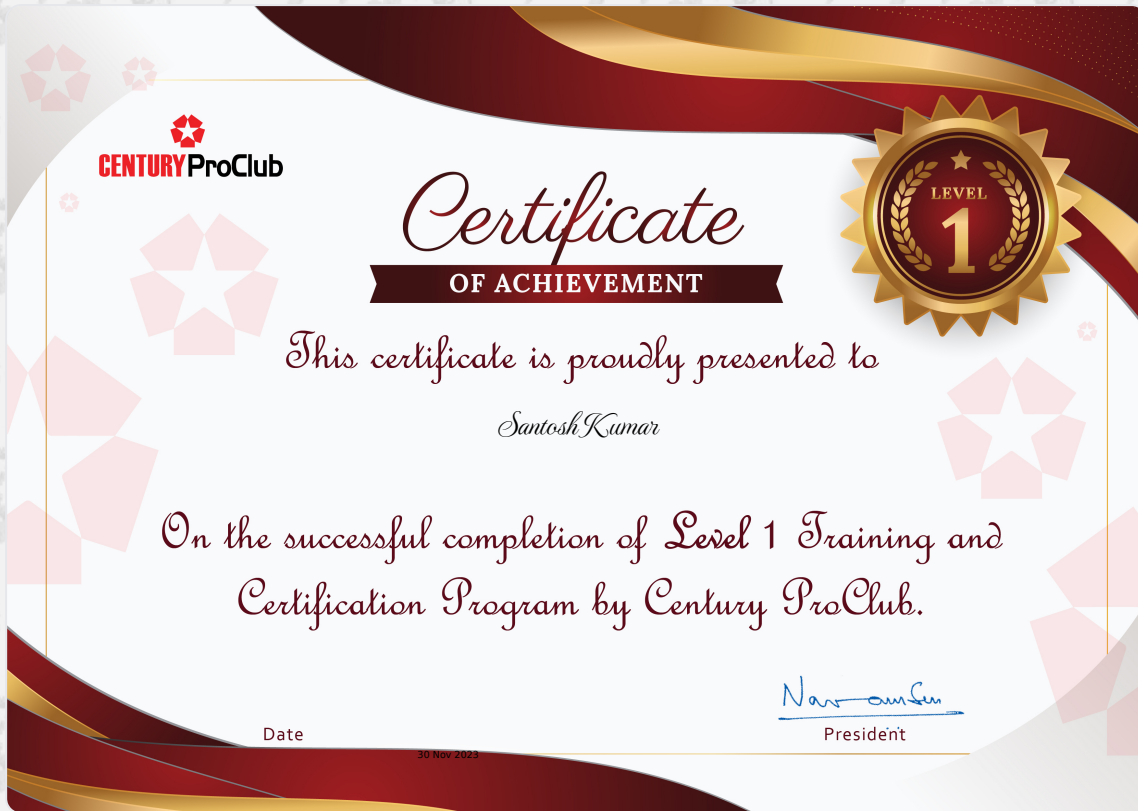 CENTURY ProClub
Certificate
OF ACHIEVEMENT
LEVEL
1
This certificate is proudly presented to
Santosh Kumar
On the successful completion of Level 1 Training and
Certification Program by Century ProClub.
Date
30 Nov 2023
President